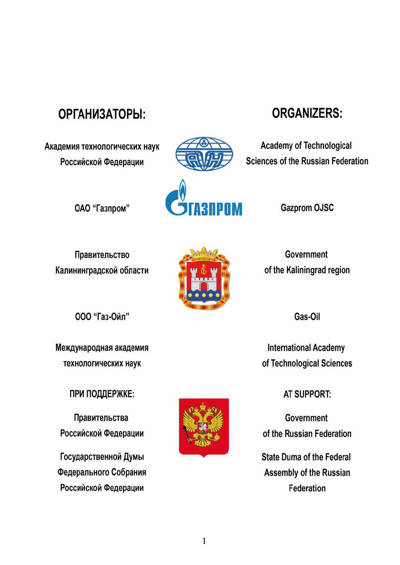 ОРГАНИЗАТОРЫ:
Академия технологических наук
Российской Федерации
ОАО “Газпром”
Правительство
Калининградской области
ООО “Газ-Ойл”
Международная академия
технологических наук
ПРИ ПОДДЕРЖКЕ:
Правительства
Российской Федерации
Государственной Думы
Федерального Собрания
Российской Федерации
ГАЗПРОМ
ORGANIZERS:
Academy of Technological
Sciences of the Russian Federation
Gazprom OJSC
Government
of the Kaliningrad region
Gas-Oil
International Academy
of Technological Sciences
AT SUPPORT:
Government
of the Russian Federation
State Duma of the Federal
Assembly of the Russian
Federation
1